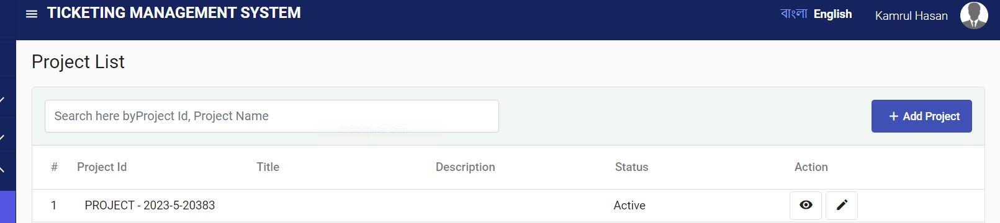 TICKETING MANAGEMENT SYSTEM
বাংলা English Kamrul Hasan
Project List
Search here byProject Id, Project Name
+ Add Project
Rectangular Snip
# Project Id Title Description Status Action
1 PROJECT - 2023-5-20383 Active